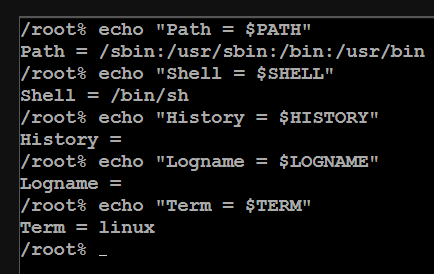 /root% echo "Path = $PATH"
Path = /sbin:/usr/sbin:/bin:/usr/bin
/root% echo "Shell = $SHELL"
Shell = /bin/sh
/root% echo "History = $HISTORY"
History =
/root% echo "Logname = $LOGNAME"
Logname =
/root% echo "Term = $TERM"
Term = linux
/root% _